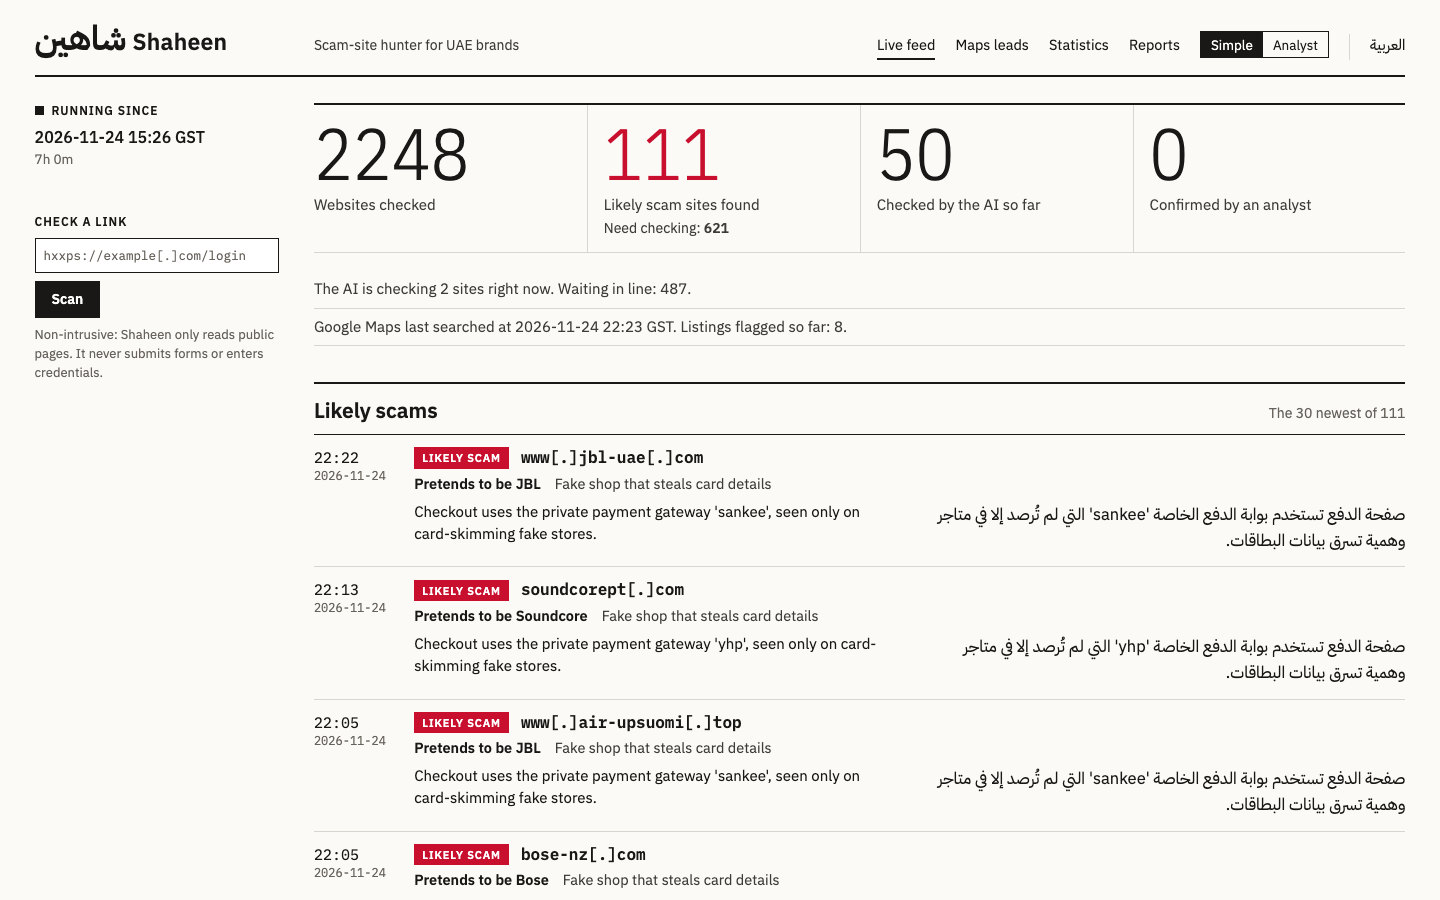 شاهين Shaheen
Scam-site hunter for UAE brands
Live feed
Maps leads
Statistics
Reports
Simple
Analyst
العربية
RUNNING SINCE
2026-11-24 15:26 GST
7h 0m
CHECK A LINK
hxxps://example[.]com/login
Scan
Non-intrusive: Shaheen only reads public
pages. It never submits forms or enters
credentials.
2248
Websites checked
111
Likely scam sites found
Need checking: 621
50
Checked by the AI so far
0
Confirmed by an analyst
The AI is checking 2 sites right now. Waiting in line: 487.
Google Maps last searched at 2026-11-24 22:23 GST. Listings flagged so far: 8.
Likely scams
The 30 newest of 111
22:22
2026-11-24
LIKELY SCAM www[.]jbl-uae[.]com
Pretends to be JBL Fake shop that steals card details
Checkout uses the private payment gateway 'sankee', seen only on
card-skimming fake stores.
صفحة الدفع تستخدم بوابة الدفع الخاصة 'sankee' التي لم تُرصد إلا في متاجر
وهمية تسرق بيانات البطاقات.
22:13
2026-11-24
LIKELY SCAM soundcorept[.]com
Pretends to be Soundcore Fake shop that steals card details
Checkout uses the private payment gateway 'yhp', seen only on card-
skimming fake stores.
صفحة الدفع تستخدم بوابة الدفع الخاصة 'yhp' التي لم تُرصد إلا في متاجر
وهمية تسرق بيانات البطاقات.
22:05
2026-11-24
LIKELY SCAM www[.]air-upsuomi[.]top
Pretends to be JBL Fake shop that steals card details
Checkout uses the private payment gateway 'sankee', seen only on
card-skimming fake stores.
صفحة الدفع تستخدم بوابة الدفع الخاصة 'sankee' التي لم تُرصد إلا في متاجر
وهمية تسرق بيانات البطاقات.
22:05
2026-11-24
LIKELY SCAM bose-nz[.]com
Pretends to be Bose Fake shop that steals card details